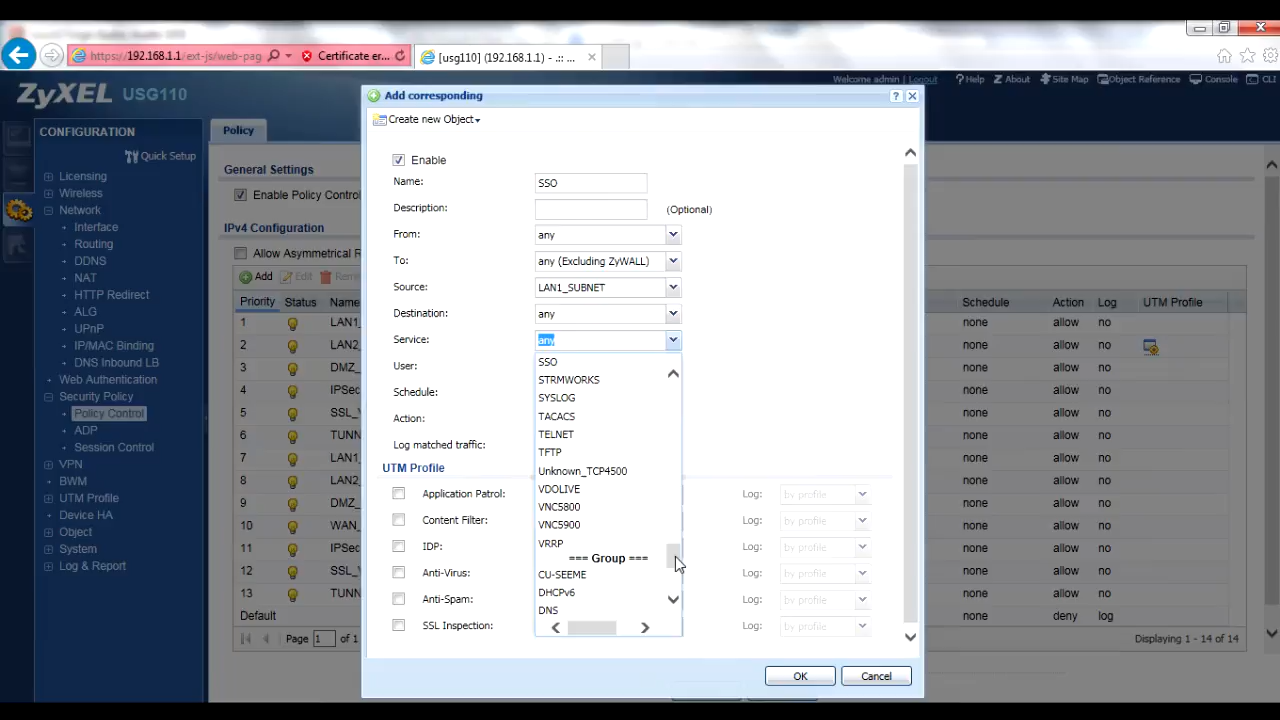 https://192.168.1.1/ext-js/web-pag
Certificate er...
[usg110] (192.168.1.1) - .:: ...
ZyXEL USG110
Welcome admin | Logout
? Help
About
Site Map
Object Reference
Console
CLI
CONFIGURATION
Quick Setup
Licensing
Wireless
Network
Interface
Routing
DDNS
NAT
HTTP Redirect
ALG
UPnP
IP/MAC Binding
DNS Inbound LB
Web Authentication
Security Policy
Policy Control
ADP
Session Control
VPN
BWM
UTM Profile
Device HA
Object
System
Log & Report
Policy
General Settings
Enable Policy Control
IPv4 Configuration
Allow Asymmetrical R
Add Edit Remo
Priority Status Name Schedule Action Log UTM Profile
1 LAN1_ none allow no
2 LAN2_ none allow no
3 DMZ_ none allow no
4 IPSec none allow no
5 SSL_V none allow no
6 TUNN none allow no
7 LAN1_ none allow no
8 LAN2_ none allow no
9 DMZ_ none allow no
10 WAN_ none allow no
11 IPSec none allow no
12 SSL_V none allow no
13 TUNN none allow no
Default deny log
Page 1 of 1
Displaying 1 - 14 of 14
Add corresponding
Create new Object
Enable
Name: SSO
Description: (Optional)
From: any
To: any (Excluding ZyWALL)
Source: LAN1_SUBNET
Destination: any
Service: any
User:
Schedule:
Action:
Log matched traffic:
SSO
STRMWORKS
SYSLOG
TACACS
TELNET
TFTP
Unknown_TCP4500
VDOLIVE
VNC5800
VNC5900
VRRP
=== Group ===
CU-SEEME
DHCPv6
DNS
UTM Profile
Application Patrol: Log: by profile
Content Filter: Log: by profile
IDP: Log: by profile
Anti-Virus: Log: by profile
Anti-Spam: Log: by profile
SSL Inspection: Log: by profile
OK
Cancel